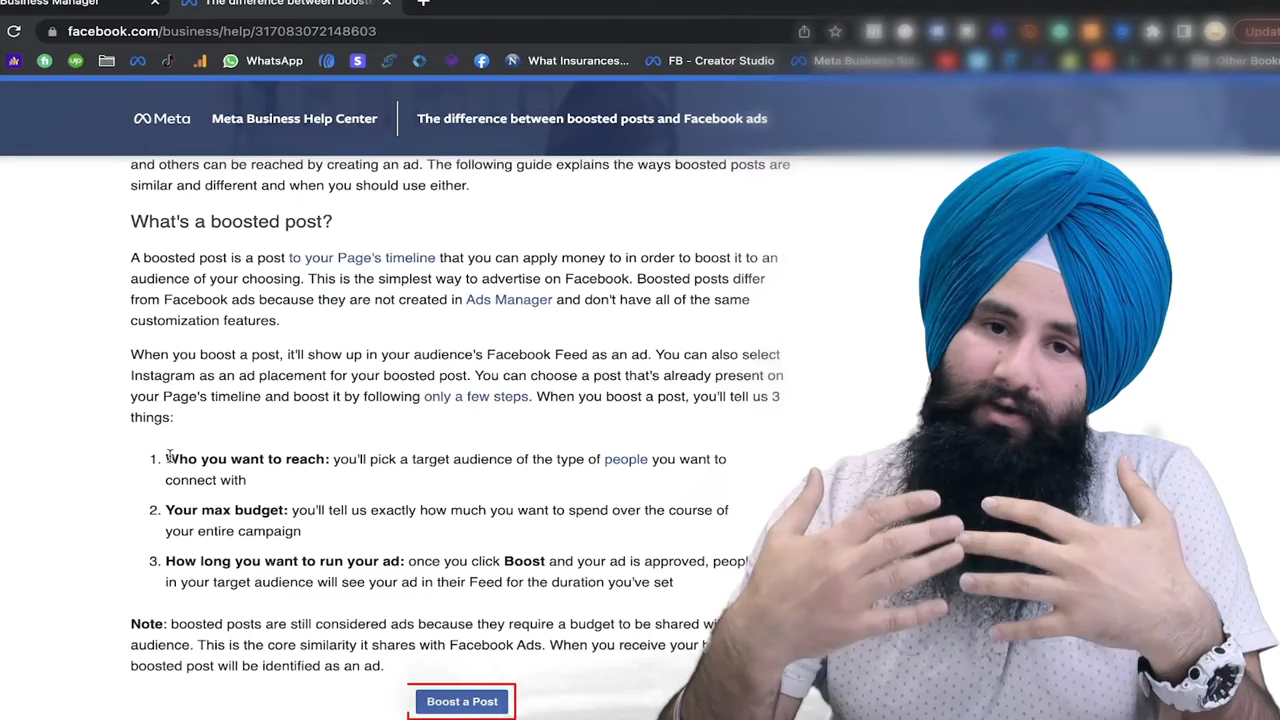 Business Manager
The difference between boost
facebook.com/business/help/317083072148603
Updat
WhatsApp
What Insurances...
FB - Creator Studio
Meta Business Sui...
Other Book
Meta
Meta Business Help Center
The difference between boosted posts and Facebook ads
and others can be reached by creating an ad. The following guide explains the ways boosted posts are
similar and different and when you should use either.
What's a boosted post?
A boosted post is a post to your Page's timeline that you can apply money to in order to boost it to an
audience of your choosing. This is the simplest way to advertise on Facebook. Boosted posts differ
from Facebook ads because they are not created in Ads Manager and don't have all of the same
customization features.
When you boost a post, it'll show up in your audience's Facebook Feed as an ad. You can also select
Instagram as an ad placement for your boosted post. You can choose a post that's already present on
your Page's timeline and boost it by following only a few steps. When you boost a post, you'll tell us 3
things:
1. Who you want to reach: you'll pick a target audience of the type of people you want to
connect with
2. Your max budget: you'll tell us exactly how much you want to spend over the course of
your entire campaign
3. How long you want to run your ad: once you click Boost and your ad is approved, peop
in your target audience will see your ad in their Feed for the duration you've set
Note: boosted posts are still considered ads because they require a budget to be shared wi
audience. This is the core similarity it shares with Facebook Ads. When you receive your b
boosted post will be identified as an ad.
Boost a Post